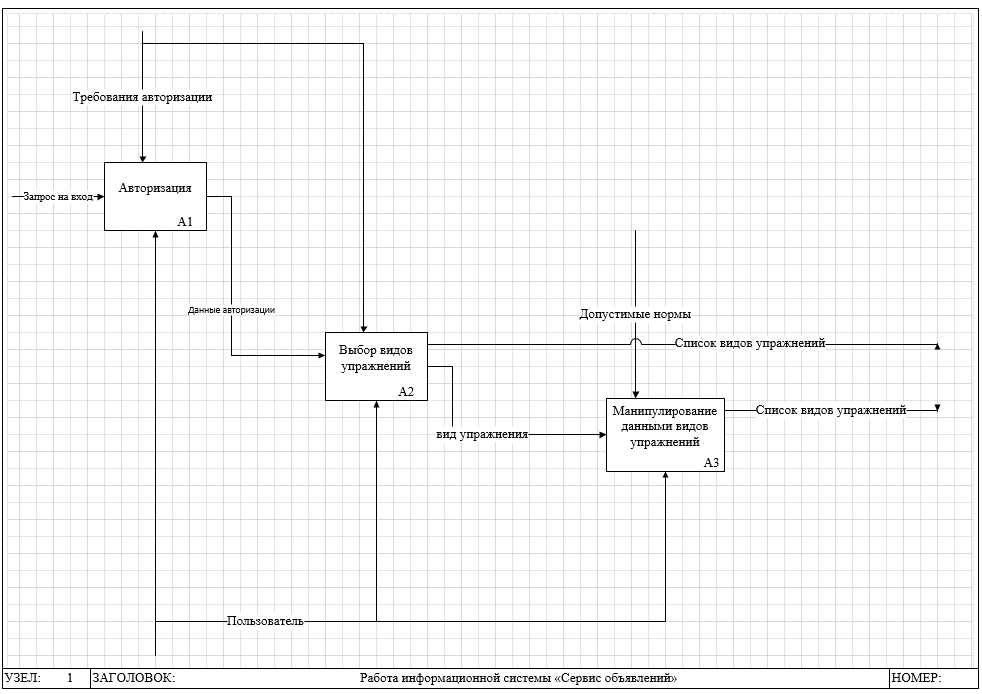 Требования авторизации
Запрос на вход
Авторизация
A1
Данные авторизации
Допустимые нормы
Выбор видов
упражнений
A2
Список видов упражнений
вид упражнения
Манипулирование
данными видов
упражнений
A3
Список видов упражнений
Пользователь
УЗЕЛ: 1 ЗАГОЛОВОК: Работа информационной системы «Сервис объявлений» НОМЕР: